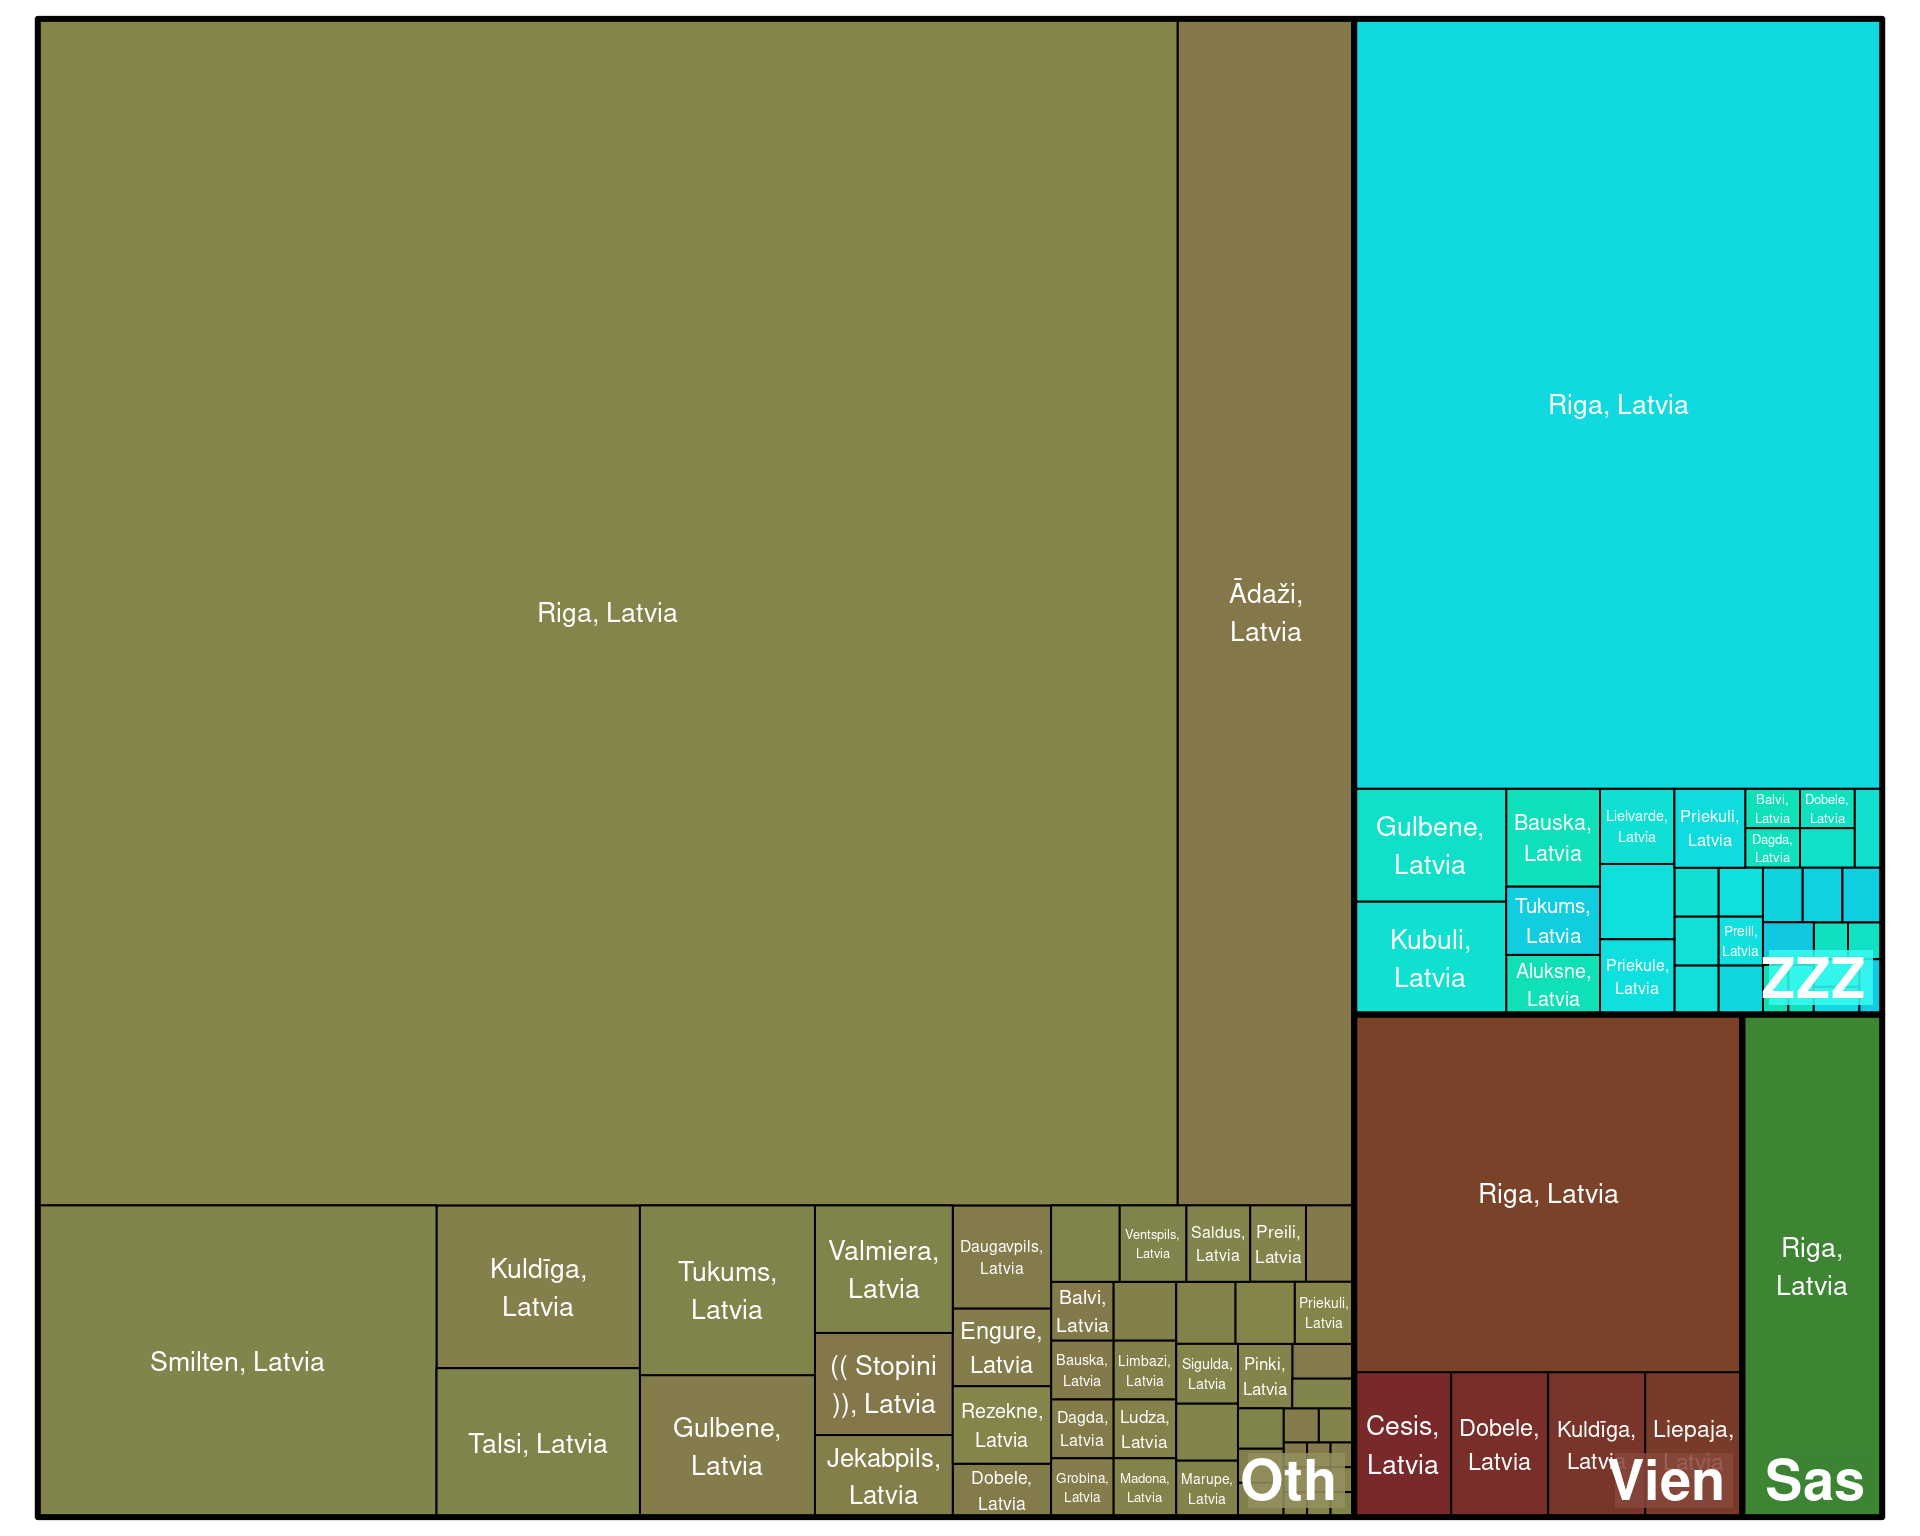 Riga, Latvia
Ādaži,
Latvia
Smilten, Latvia
Kuldīga,
Latvia
Talsi, Latvia
Tukums,
Latvia
Gulbene,
Latvia
Valmiera,
Latvia
(( Stopini
)), Latvia
Jekabpils,
Latvia
Daugavpils,
Latvia
Engure,
Latvia
Rezekne,
Latvia
Dobele,
Latvia
Ventspils,
Latvia
Saldus,
Latvia
Preili,
Latvia
Balvi,
Latvia
Priekuli,
Latvia
Bauska,
Latvia
Limbazi,
Latvia
Sigulda,
Latvia
Pinki,
Latvia
Dagda,
Latvia
Ludza,
Latvia
Grobina,
Latvia
Madona,
Latvia
Marupe,
Latvia
Oth
Riga, Latvia
Gulbene,
Latvia
Kubuli,
Latvia
Bauska,
Latvia
Tukums,
Latvia
Aluksne,
Latvia
Lielvarde,
Latvia
Priekule,
Latvia
Priekuli,
Latvia
Balvi,
Latvia
Dobele,
Latvia
Dagda,
Latvia
Preili,
Latvia
ZZZ
Riga, Latvia
Cesis,
Latvia
Dobele,
Latvia
Kuldīga,
Latvia
Liepaja,
Latvia
Vien
Riga,
Latvia
Sas